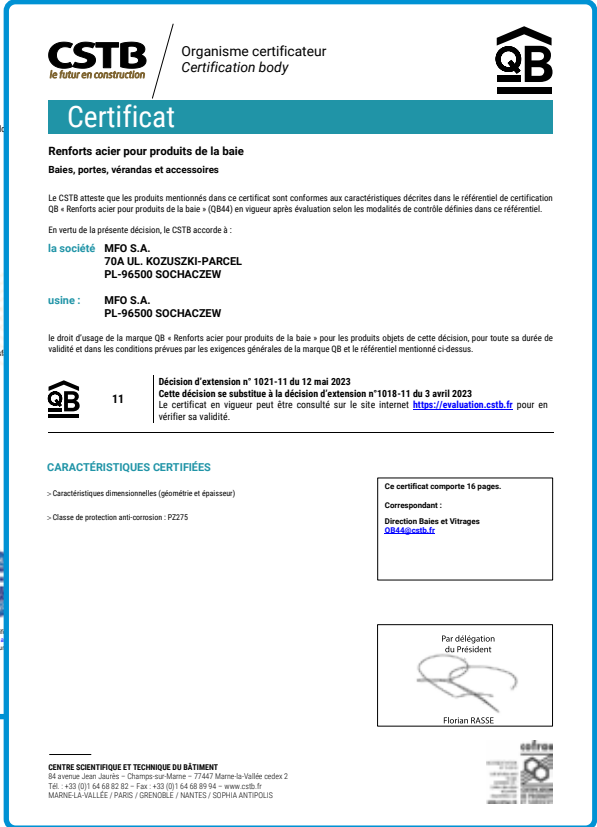 CSTB
le futur en construction
Organisme certificateur
Certification body
QB
Certificat
Renforts acier pour produits de la baie
Baies, portes, vérandas et accessoires
Le CSTB atteste que les produits mentionnés dans ce certificat sont conformes aux caractéristiques décrites dans le référentiel de certification
QB « Renforts acier pour produits de la baie » (QB44) en vigueur après évaluation selon les modalités de contrôle définies dans ce référentiel.
En vertu de la présente décision, le CSTB accorde à :
la société MFO S.A.
70A UL. KOZUSZKI-PARCEL
PL-96500 SOCHACZEW
usine : MFO S.A.
PL-96500 SOCHACZEW
le droit d'usage de la marque QB « Renforts acier pour produits de la baie » pour les produits objets de cette décision, pour toute sa durée de
validité et dans les conditions prévues par les exigences générales de la marque QB et le référentiel mentionné ci-dessus.
QB
11
Décision d'extension n° 1021-11 du 12 mai 2023
Cette décision se substitue à la décision d'extension n°1018-11 du 3 avril 2023
Le certificat en vigueur peut être consulté sur le site internet https://evaluation.cstb.fr pour en
vérifier sa validité.
CARACTÉRISTIQUES CERTIFIÉES
> Caractéristiques dimensionnelles (géométrie et épaisseur)
> Classe de protection anti-corrosion : PZ275
Ce certificat comporte 16 pages.
Correspondant :
Direction Baies et Vitrages
QB44@cstb.fr
Par délégation
du Président
Florian RASSE
CENTRE SCIENTIFIQUE ET TECHNIQUE DU BÂTIMENT
84 avenue Jean Jaurès – Champs-sur-Marne – 77447 Marne-la-Vallée cedex 2
Tél. : +33 (0)1 64 68 82 82 – Fax : +33 (0)1 64 68 89 94 – www.cstb.fr
MARNE-LA-VALLÉE / PARIS / GRENOBLE / NANTES / SOPHIA ANTIPOLIS
cofrac